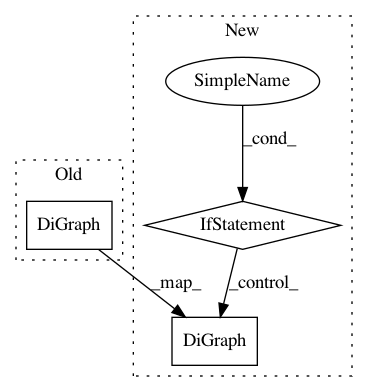 New
SimpleName
_cond_
Old
DiGraph
IfStatement
_map_
_control_
DiGraph